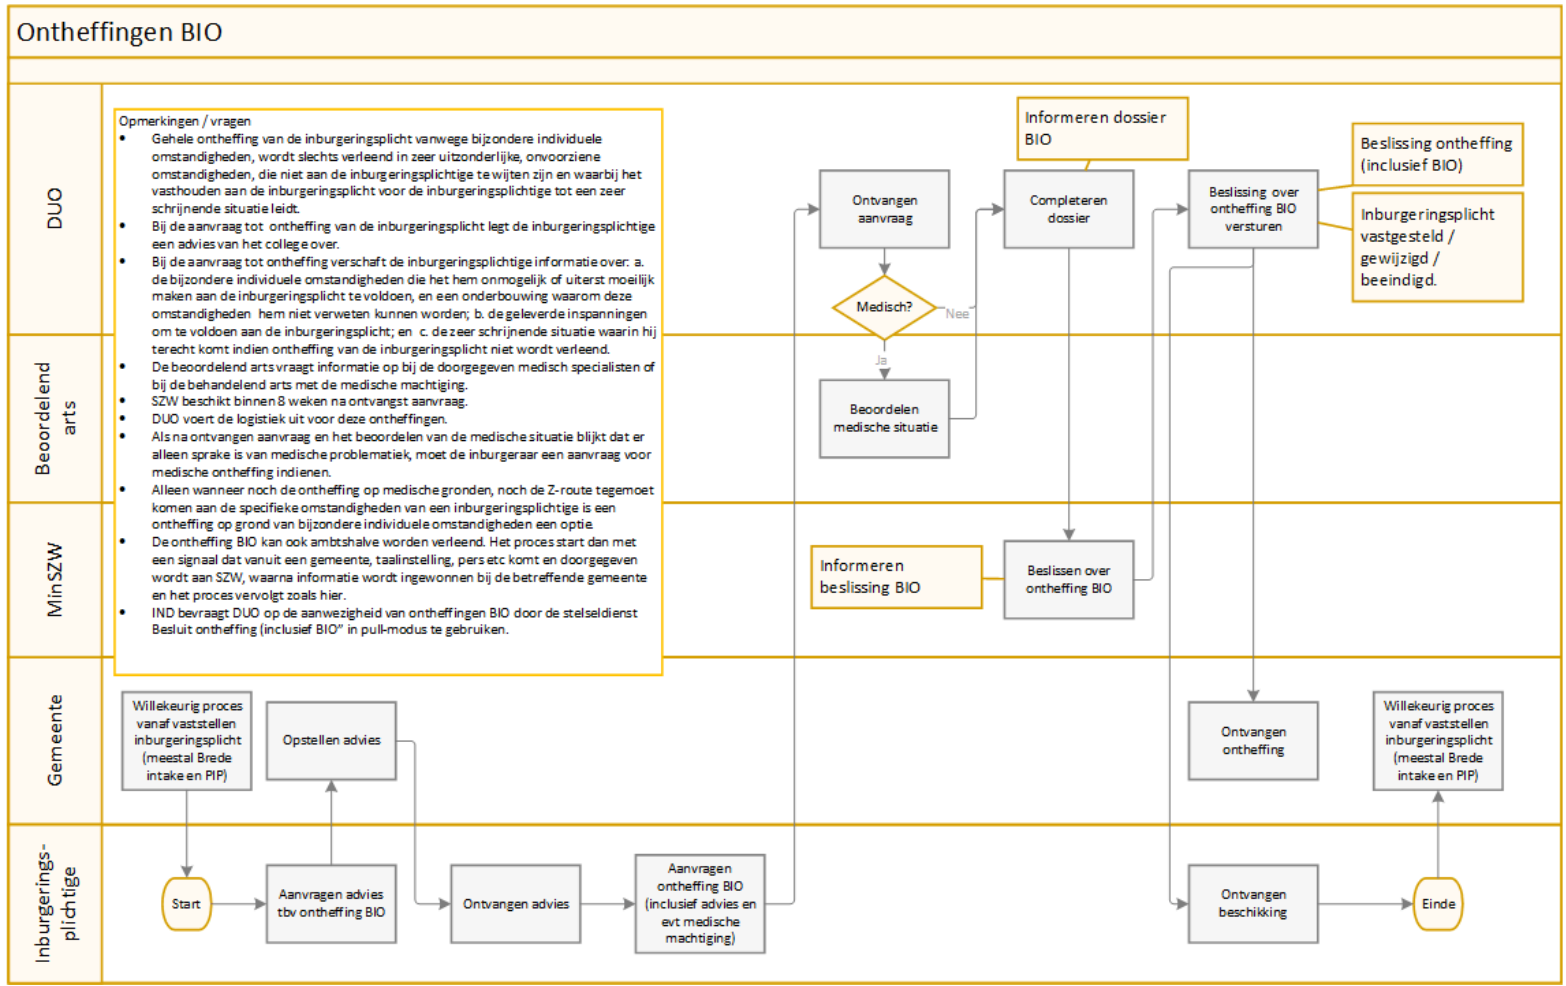 Ontheffingen BIO
DUO
Opmerkingen / vragen
• Gehele ontheffing van de inburgeringsplicht vanwege bijzondere individuele
omstandigheden, wordt slechts verleend in zeer uitzonderlijke, onvoorziene
omstandigheden, die niet aan de inburgeringsplichtige te wijten zijn en waarbij het
vasthouden aan de inburgeringsplicht voor de inburgeringsplichtige tot een zeer
schrijnende situatie leidt.
• Bij de aanvraag tot ontheffing van de inburgeringsplicht legt de inburgeringsplichtige
een advies van het college over.
• Bij de aanvraag tot ontheffing verschaft de inburgeringsplichtige informatie over: a.
de bijzondere individuele omstandigheden die het hem onmogelijk of uiterst moeilijk
maken aan de inburgeringsplicht te voldoen, en een onderbouwing waarom deze
omstandigheden hem niet verweten kunnen worden; b. de geleverde inspanningen
om te voldoen aan de inburgeringsplicht; en c. de zeer schrijnende situatie waarin hij
terecht komt indien ontheffing van de inburgeringsplicht niet wordt verleend.
• De beoordelend arts vraagt informatie op bij de doorgegeven medisch specialisten of
bij de behandelend arts met de medische machtiging.
• SZW beschikt binnen 8 weken na ontvangst aanvraag.
• DUO voert de logistiek uit voor deze ontheffingen.
• Als na ontvangen aanvraag en het beoordelen van de medische situatie blijkt dat er
alleen sprake is van medische problematiek, moet de inburgeraar een aanvraag voor
medische ontheffing indienen.
• Alleen wanneer noch de ontheffing op medische gronden, noch de Z-route tegemoet
komen aan de specifieke omstandigheden van een inburgeringsplichtige is een
ontheffing op grond van bijzondere individuele omstandigheden een optie.
• De ontheffing BIO kan ook ambtshalve worden verleend. Het proces start dan met
een signaal dat vanuit een gemeente, taalinstelling, pers etc komt en doorgegeven
wordt aan SZW, waarna informatie wordt ingewonnen bij de betreffende gemeente
en het proces vervolgt zoals hier.
• IND bevraagt DUO op de aanwezigheid van ontheffingen BIO door de stelseldienst
Besluit ontheffing (inclusief BIO" in pull-modus te gebruiken.
Informeren dossier
BIO
Beslissing ontheffing
(inclusief BIO)
Ontvangen
aanvraag
Completeren
dossier
Beslissing over
ontheffing BIO
versturen
Inburgeringsplicht
vastgesteld /
gewijzigd /
beeindigd.
Medisch?
Nee
Ja
Beoordelend
arts
Beoordelen
medische situatie
MinSZW
Informeren
beslissing BIO
Beslissen over
ontheffing BIO
Gemeente
Willekeurig proces
vanaf vaststellen
inburgeringsplicht
(meestal Brede
intake en PIP)
Opstellen advies
Ontvangen
ontheffing
Willekeurig proces
vanaf vaststellen
inburgeringsplicht
(meestal Brede
intake en PIP)
Inburgerings-
plichtige
Start
Aanvragen advies
tbv ontheffing BIO
Ontvangen advies
Aanvragen
ontheffing BIO
(inclusief advies en
evt medische
machtiging)
Ontvangen
beschikking
Einde